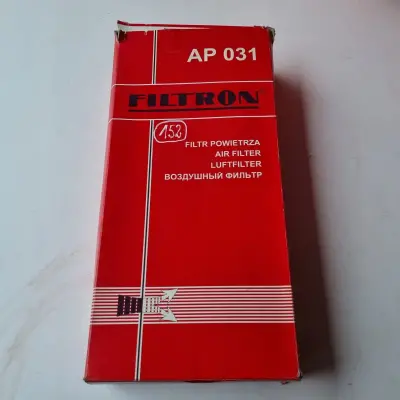 AP 031
FILTRON
152
FILTR POWIETRZA
AIR FILTER
LUFTFILTER
ВОЗДУШНЫЙ ФИЛЬТР